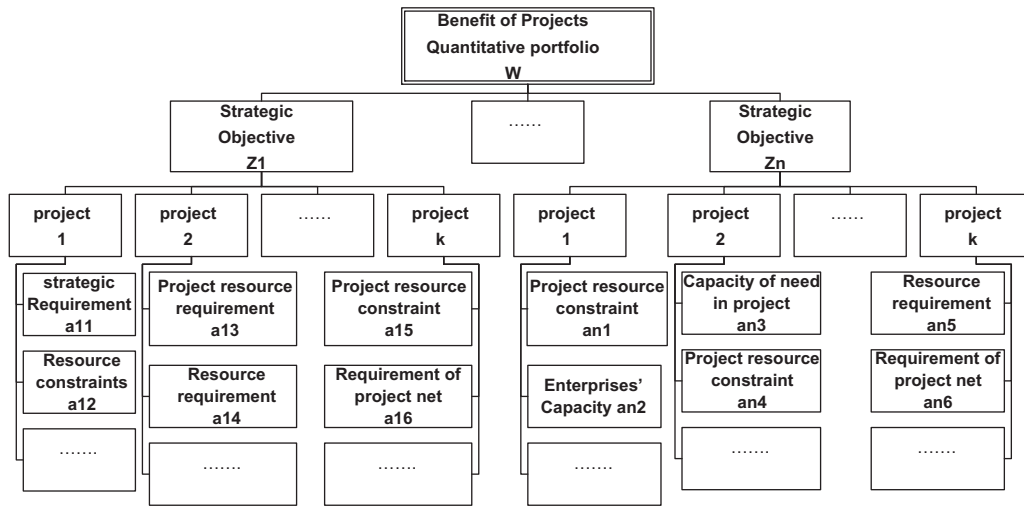 Benefit of Projects
Quantitative portfolio
W
Strategic
Objective
Z1
……
Strategic
Objective
Zn
project
1
project
2
……
project
k
project
1
project
2
……
project
k
strategic
Requirement
a11
Resource
constraints
a12
…….
Project resource
requirement
a13
Resource
requirement
a14
…….
Project resource
constraint
a15
Requirement of
project net
a16
…….
Project resource
constraint
an1
Enterprises’
Capacity an2
…….
Capacity of need
in project
an3
Project resource
constraint
an4
…….
Resource
requirement
an5
Requirement of
project net
an6
…….